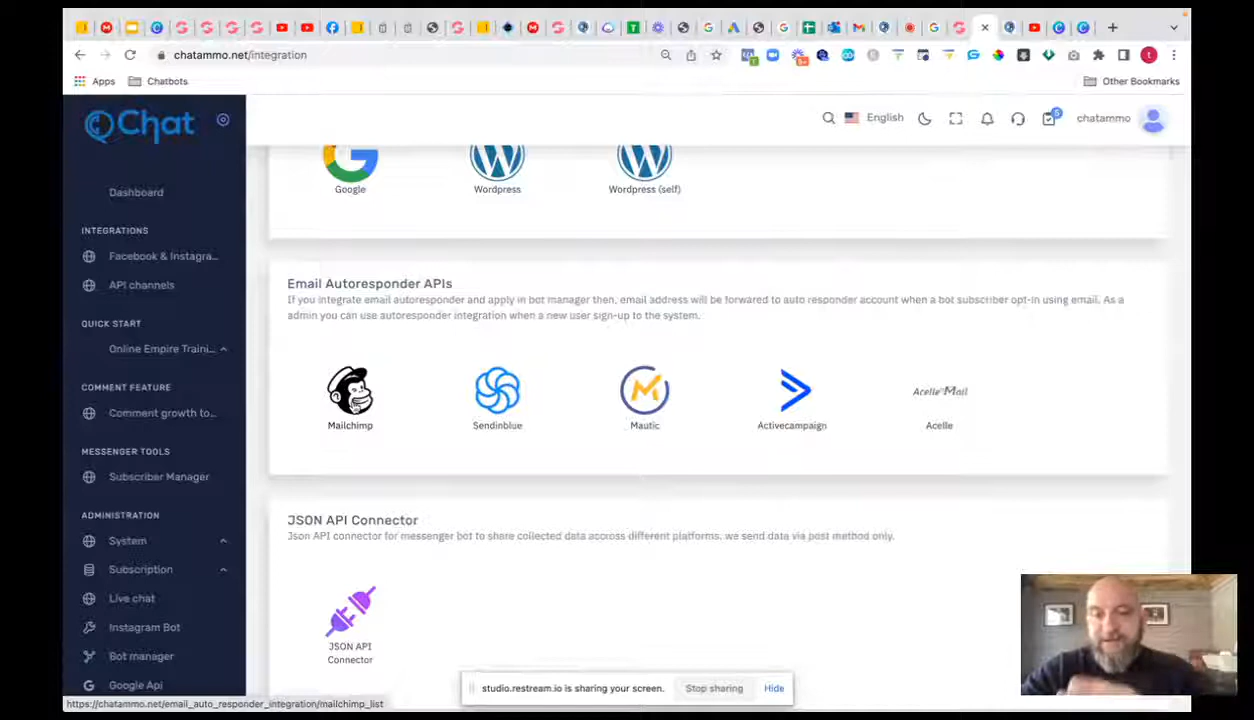 chatammo.net/integration
Apps
Chatbots
Other Bookmarks
Chat
English
5
chatammo
Dashboard
INTEGRATIONS
Facebook & Instagra...
API channels
QUICK START
Online Empire Traini...
COMMENT FEATURE
Comment growth to...
MESSENGER TOOLS
Subscriber Manager
ADMINISTRATION
System
Subscription
Live chat
Instagram Bot
Bot manager
Google Api
Google
Wordpress
Wordpress (self)
Email Autoresponder APIs
If you integrate email autoresponder and apply in bot manager then, email address will be forwarded to auto responder account when a bot subscriber opt-in using email. As a
admin you can use autoresponder integration when a new user sign-up to the system.
Mailchimp
Sendinblue
Mautic
Activecampaign
Acelle Mail
Acelle
JSON API Connector
Json API connector for messenger bot to share collected data accross different platforms, we send data via post method only.
JSON API
Connector
studio.restream.io is sharing your screen.
Stop sharing
Hide
https://chatammo.net/email_auto_responder_integration/mailchimp_list